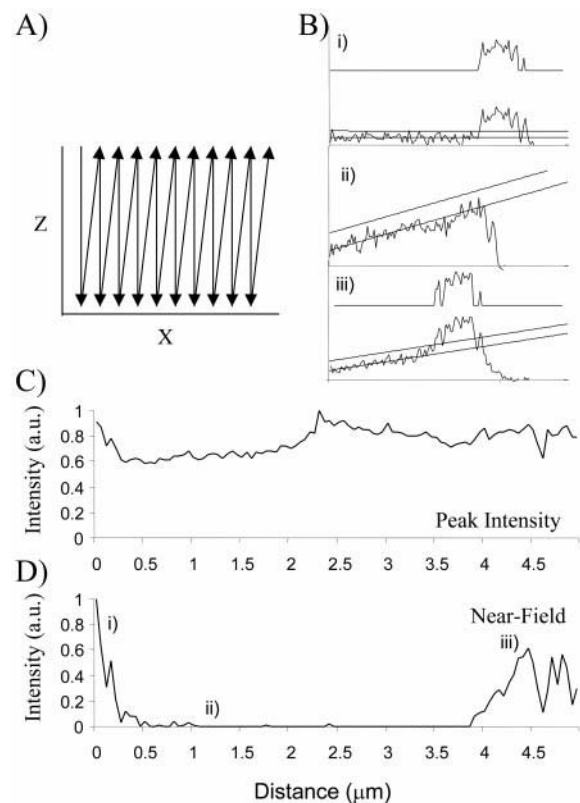 A)
B)
i)
ii)
iii)
Z
X
C)
Intensity (a.u.)
1
0.8
0.6
0.4
0.2
0
Peak Intensity
0 0.5 1 1.5 2 2.5 3 3.5 4 4.5
D)
Intensity (a.u.)
1
0.8
0.6
0.4
0.2
0
i)
ii)
Near-Field
iii)
0 0.5 1 1.5 2 2.5 3 3.5 4 4.5
Distance (μm)